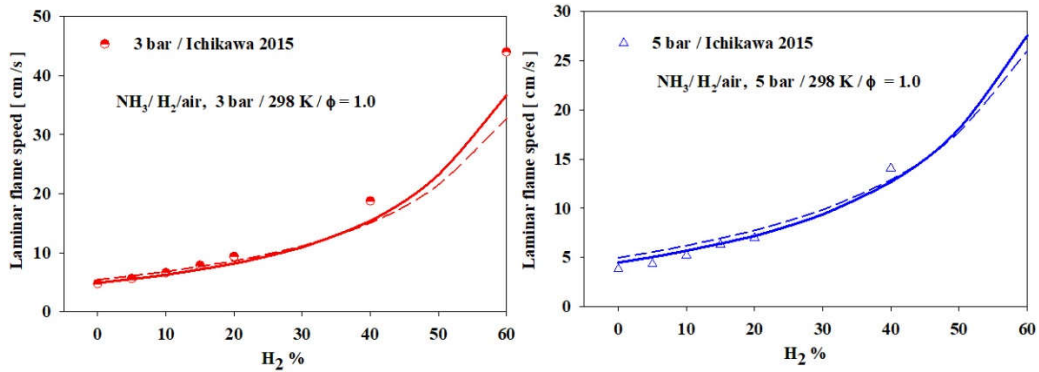 50
40
30
20
10
0
Laminar flame speed [ cm /s ]
3 bar / Ichikawa 2015
NH3/ H2/air, 3 bar / 298 K / ϕ = 1.0
0 10 20 30 40 50 60
H2 %
30
25
20
15
10
5
0
Laminar flame speed [ cm /s ]
5 bar / Ichikawa 2015
NH3/ H2/air, 5 bar / 298 K / ϕ = 1.0
0 10 20 30 40 50 60
H2 %